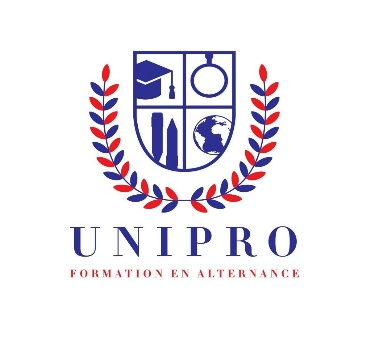 UNIPRO
FORMATION EN ALTERNANCE